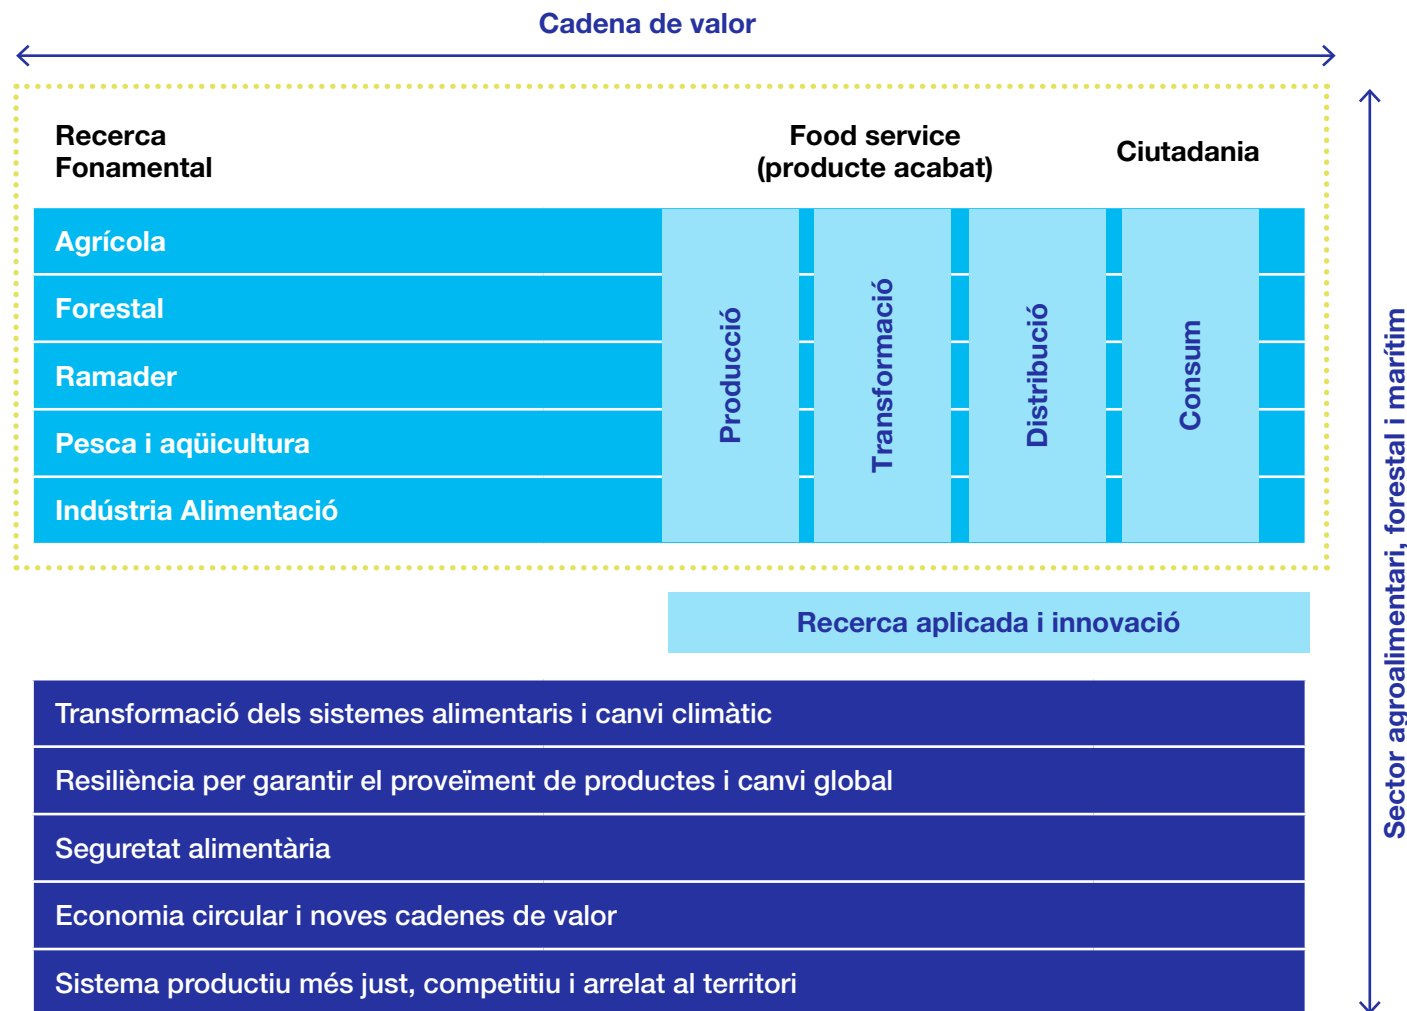 Cadena de valor
Recerca
Fonamental
Food service
(producte acabat)
Ciutadania
Agrícola
Forestal
Ramader
Pesca i aqüicultura
Indústria Alimentació
Producció
Transformació
Distribució
Consum
Recerca aplicada i innovació
Transformació dels sistemes alimentaris i canvi climàtic
Resiliència per garantir el proveïment de productes i canvi global
Seguretat alimentària
Economia circular i noves cadenes de valor
Sistema productiu més just, competitiu i arrelat al territori
Sector agroalimentari, forestal i marítim